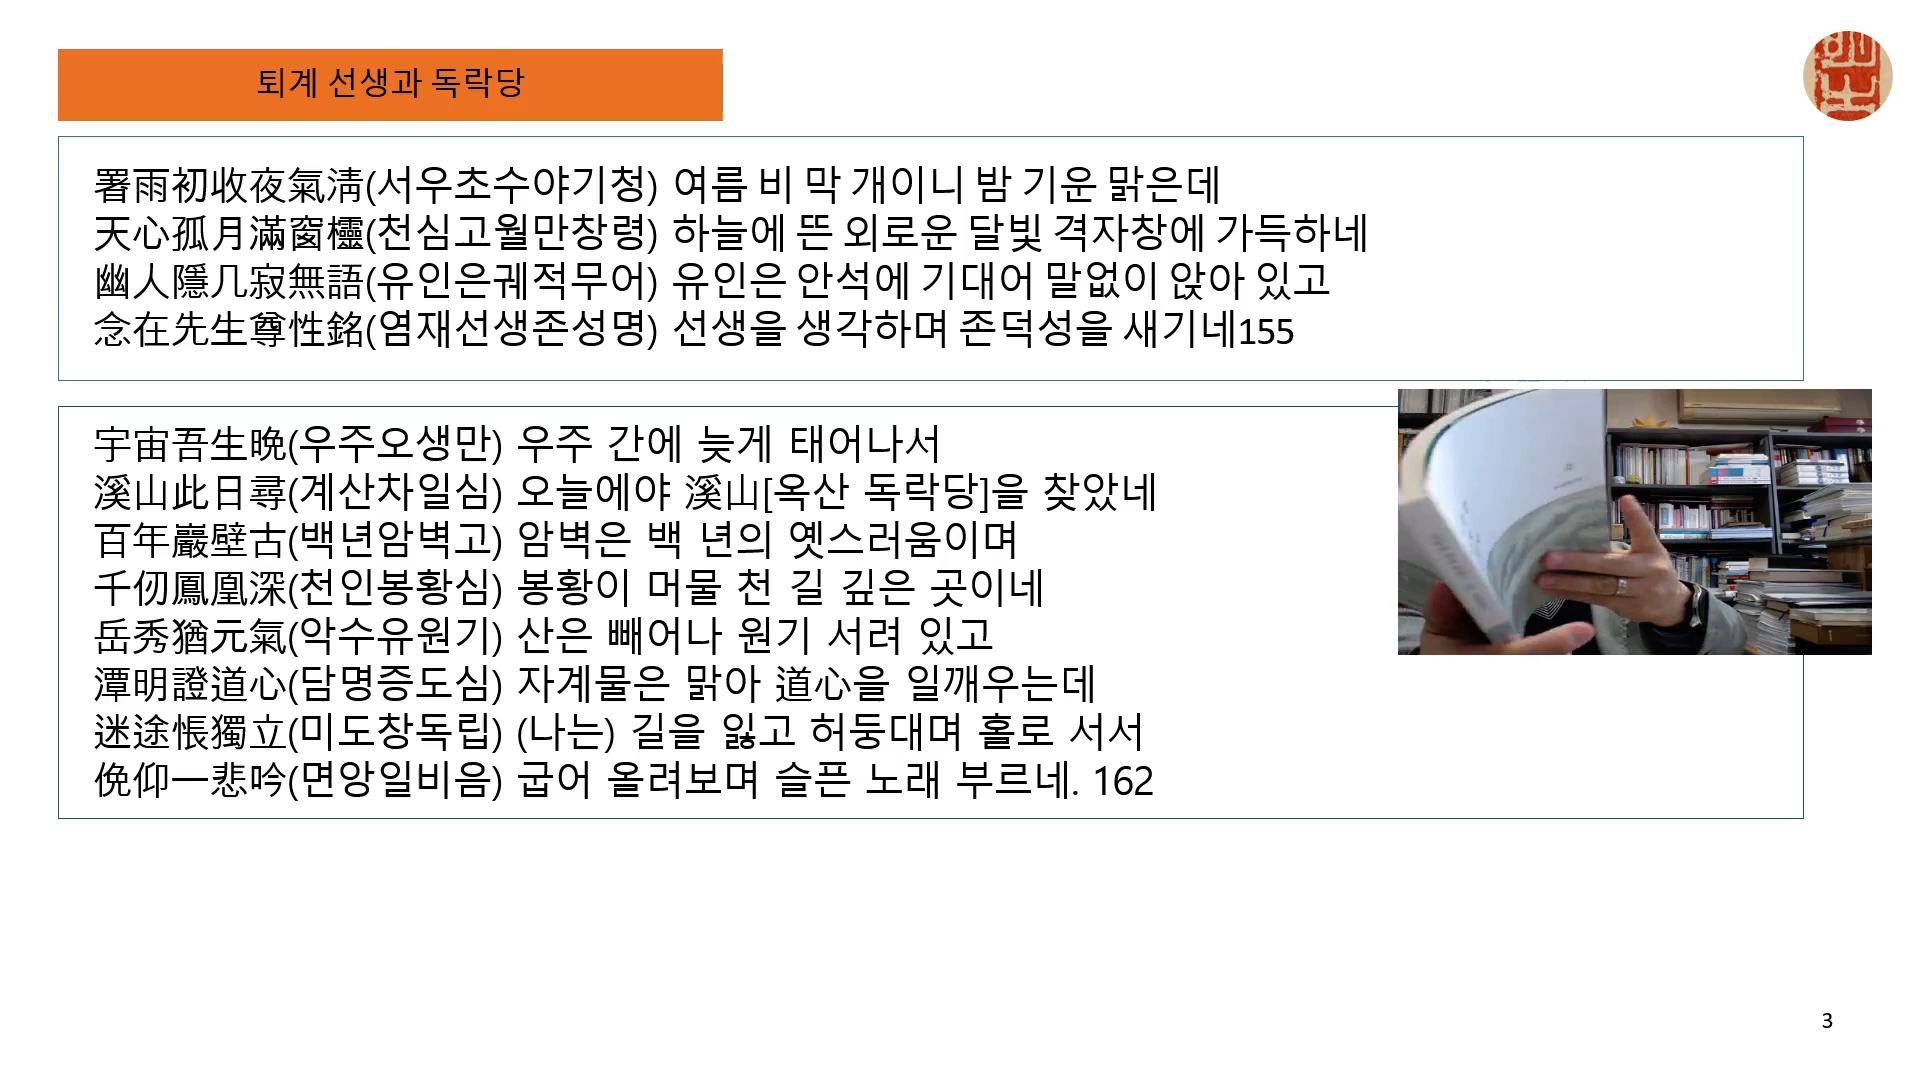 퇴계 선생과 독락당
署雨初收夜氣淸(서우초수야기청) 여름 비 막 개이니 밤 기운 맑은데
天心孤月滿窗欞(천심고월만창령) 하늘에 뜬 외로운 달빛 격자창에 가득하네
幽人隱几寂無語(유인은궤적무어) 유인은 안석에 기대어 말없이 앉아 있고
念在先生尊性銘(염재선생존성명) 선생을 생각하며 존덕성을 새기네155
宇宙吾生晩(우주오생만) 우주 간에 늦게 태어나서
溪山此日尋(계산차일심) 오늘에야 溪山[옥산 독락당]을 찾았네
百年巖壁古(백년암벽고) 암벽은 백 년의 옛스러움이며
千仞鳳凰深(천인봉황심) 봉황이 머물 천 길 깊은 곳이네
岳秀猶元氣(악수유원기) 산은 빼어나 원기 서려 있고
潭明證道心(담명증도심) 자계물은 맑아 道心을 일깨우는데
迷途悵獨立(미도창독립) (나는) 길을 잃고 허둥대며 홀로 서서
俛仰一悲吟(면앙일비음) 굽어 올려보며 슬픈 노래 부르네. 162
3